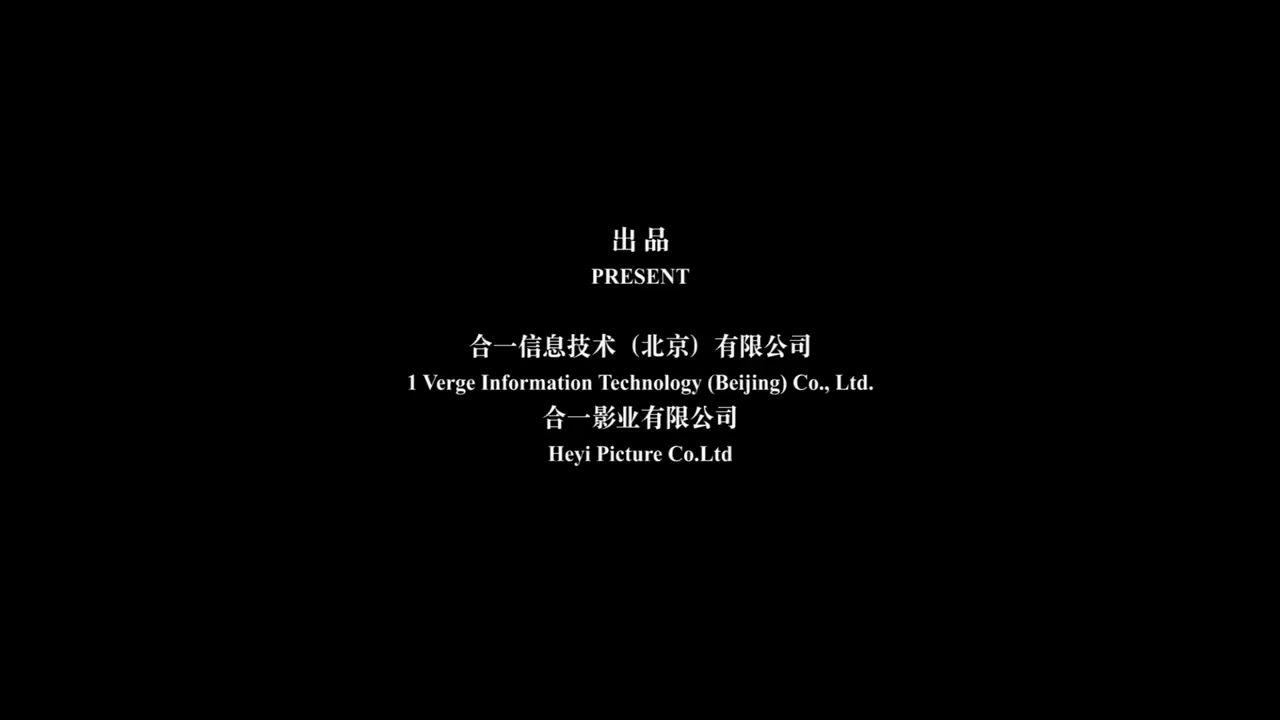 出品
PRESENT
合一信息技术（北京）有限公司
1 Verge Information Technology (Beijing) Co., Ltd.
合一影业有限公司
Heyi Picture Co.Ltd